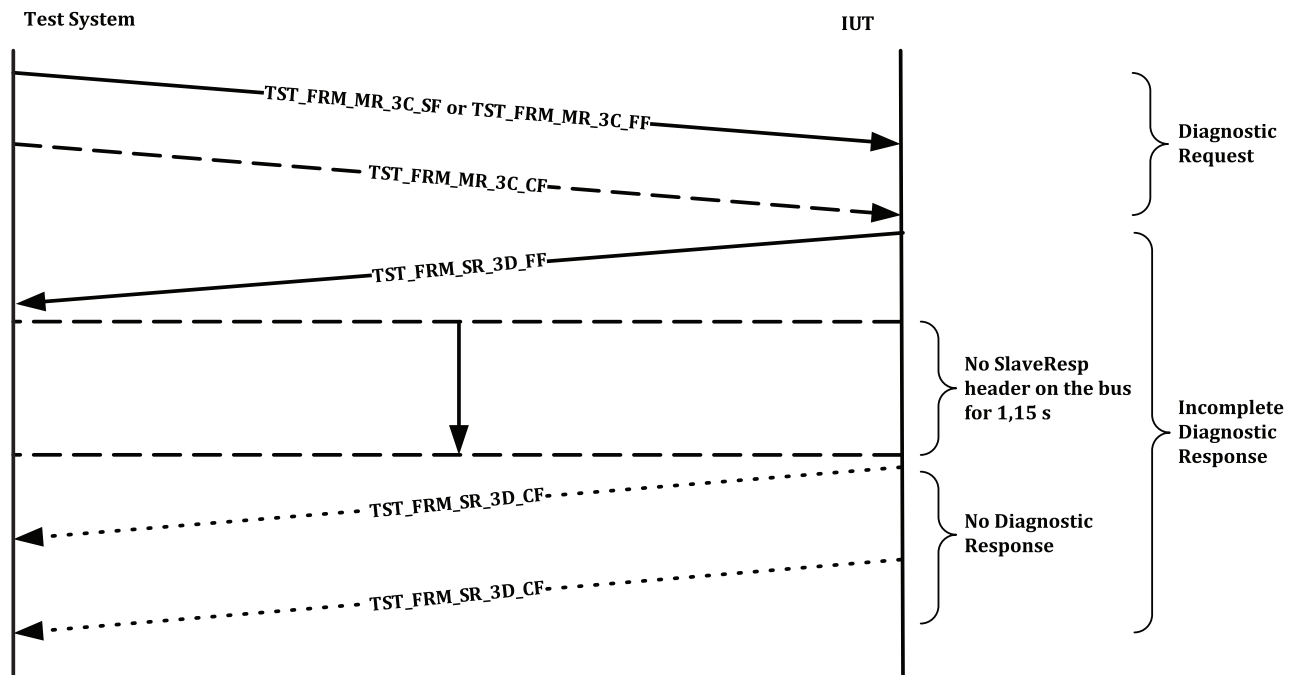 Test System
IUT
TST_FRM_MR_3C_SF or TST_FRM_MR_3C_FF
Diagnostic
Request
TST_FRM_MR_3C_CF
TST_FRM_SR_3D_FF
No SlaveResp
header on the bus
for 1,15 s
Incomplete
Diagnostic
Response
TST_FRM_SR_3D_CF
No Diagnostic
Response
TST_FRM_SR_3D_CF